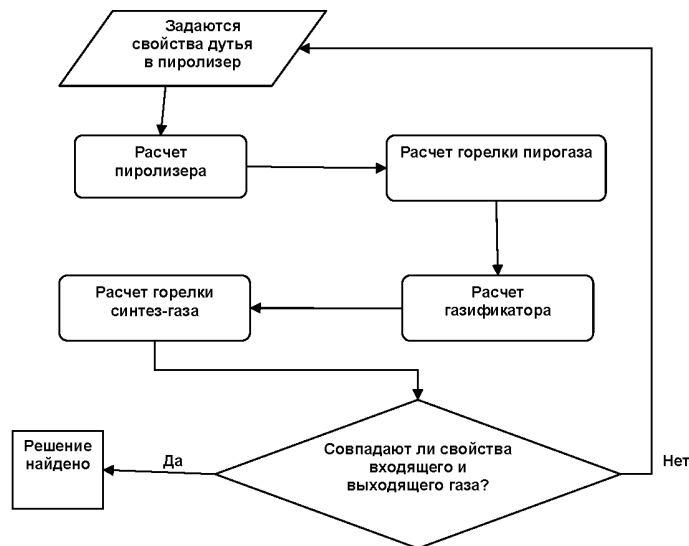 Задаются
свойства дутья
в пиролизер
Расчет
пиролизера
Расчет горелки пирогаза
Расчет горелки
синтез-газа
Расчет
газификатора
Совпадают ли свойства
входящего и
выходящего газа?
Да
Нет
Решение
найдено